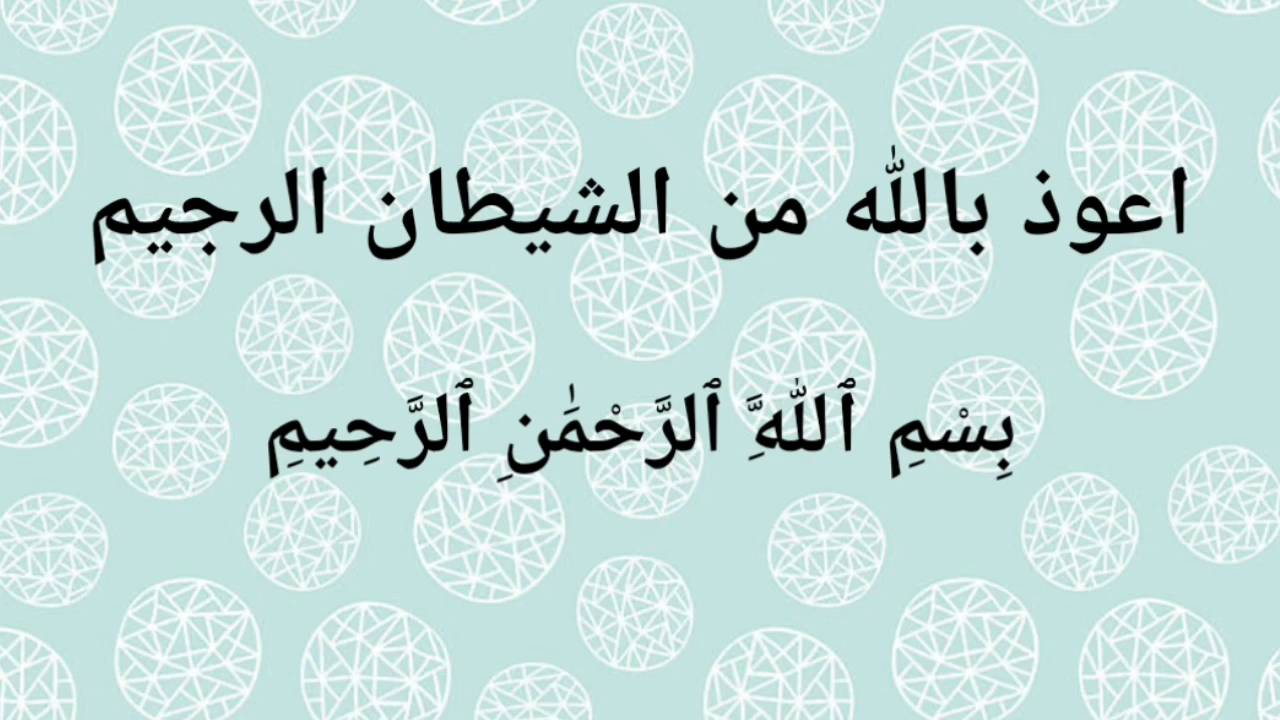 اعوذ بالله من الشيطان الرجيم
بِسْمِ ٱللَّهِ ٱلرَّحْمَٰنِ ٱلرَّحِيمِ